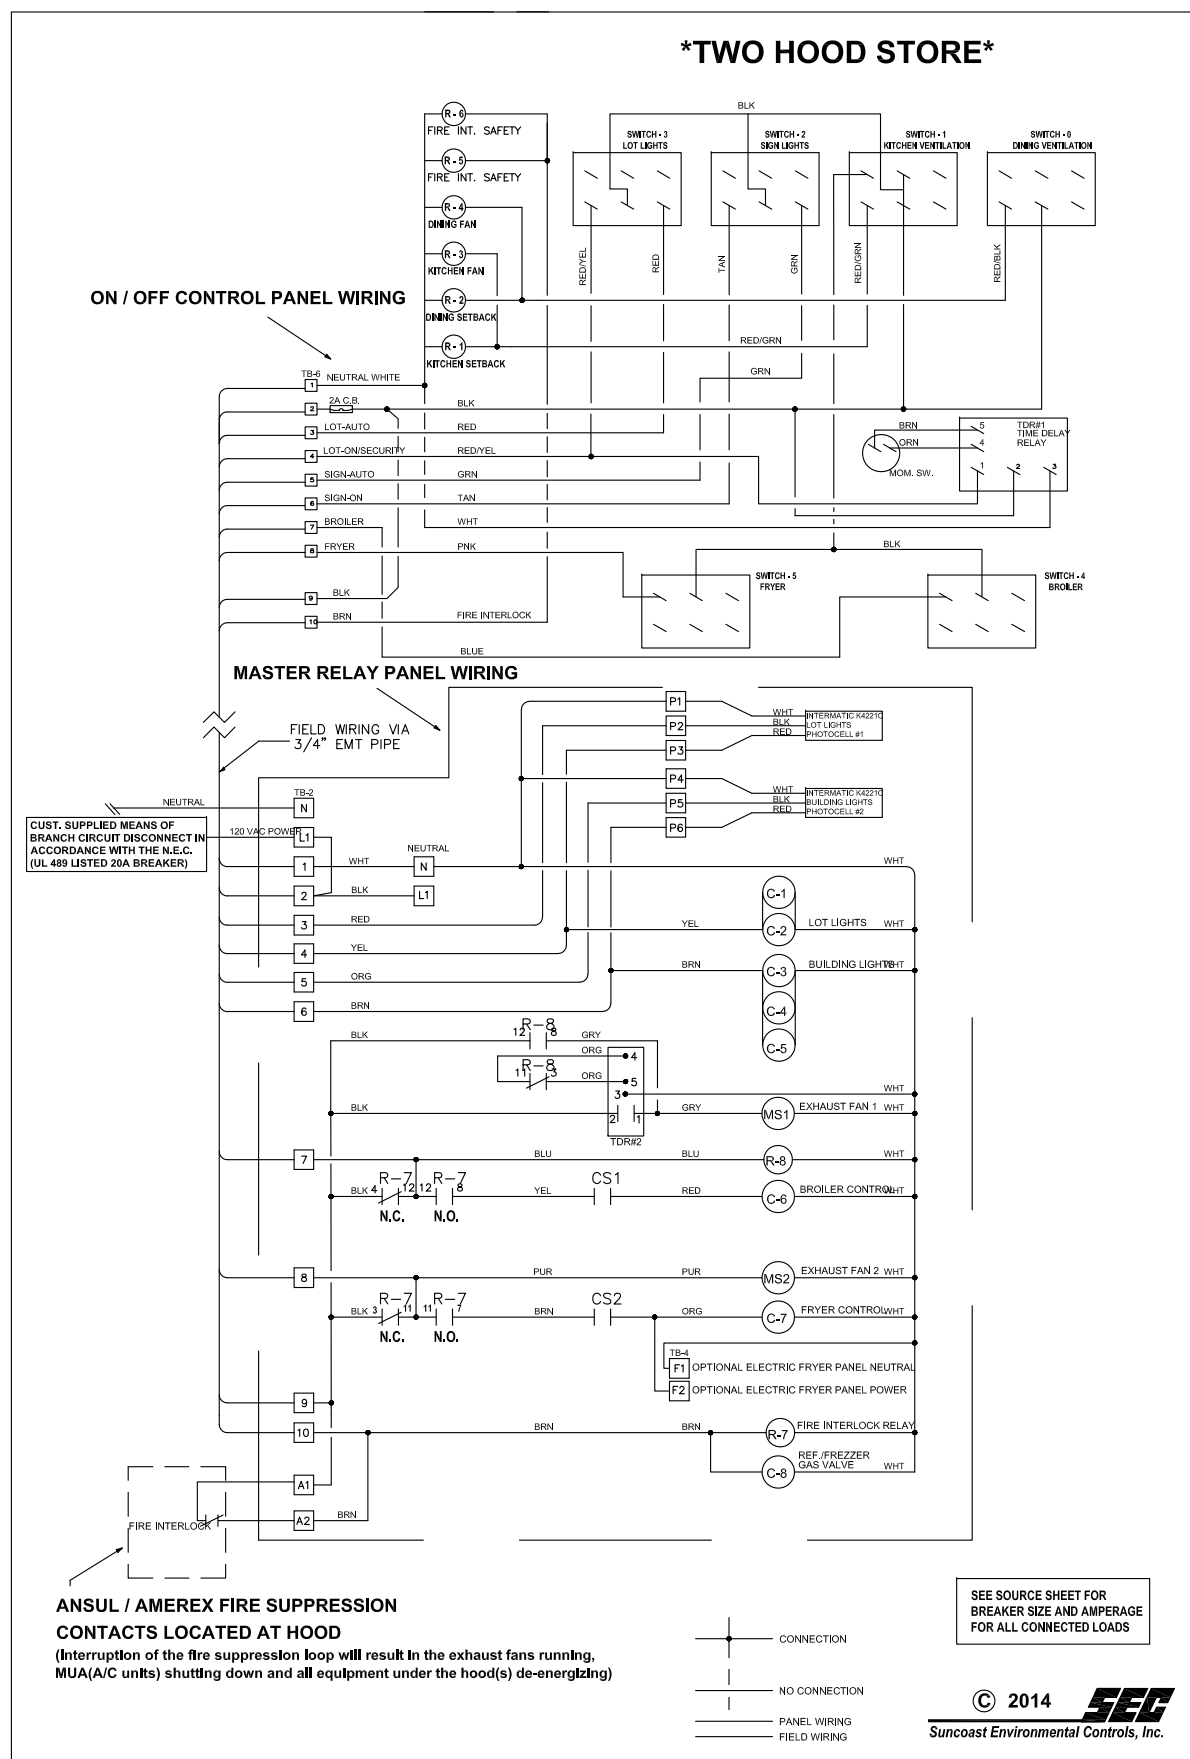 *TWO HOOD STORE*
BLK
R - 6
FIRE INT. SAFETY
R - 5
FIRE INT. SAFETY
R - 4
DINING FAN
R - 3
KITCHEN FAN
R - 2
DINING SETBACK
R - 1
KITCHEN SETBACK
SWITCH - 3
LOT LIGHTS
SWITCH - 2
SIGN LIGHTS
SWITCH - 1
KITCHEN VENTILATION
SWITCH - 0
DINING VENTILATION
RED/YEL
RED
TAN
GRN
RED/GRN
RED/BLK
ON / OFF CONTROL PANEL WIRING
RED/GRN
GRN
TB-6
1 NEUTRAL WHITE
2 2A C.B. BLK
3 LOT-AUTO RED
4 LOT-ON/SECURITY RED/YEL
5 SIGN-AUTO GRN
6 SIGN-ON TAN
7 BROILER WHT
8 FRYER PNK
9 BLK
10 BRN FIRE INTERLOCK
BLUE
BRN
ORN
MOM. SW.
5 TDR#1
TIME DELAY
4 RELAY
1 2 3
BLK
SWITCH - 5
FRYER
SWITCH - 4
BROILER
MASTER RELAY PANEL WIRING
FIELD WIRING VIA
3/4" EMT PIPE
P1
P2
P3
P4
P5
P6
WHT
BLK
RED
INTERMATIC K4221C
LOT LIGHTS
PHOTOCELL #1
WHT
BLK
RED
INTERMATIC K4221C
BUILDING LIGHTS
PHOTOCELL #2
TB-2
NEUTRAL N
CUST. SUPPLIED MEANS OF
BRANCH CIRCUIT DISCONNECT IN
ACCORDANCE WITH THE N.E.C.
(UL 489 LISTED 20A BREAKER)
120 VAC POWER L1
NEUTRAL
1 WHT N WHT
2 BLK L1
3 RED
4 YEL
5 ORG
6 BRN
C-1
YEL C-2 LOT LIGHTS WHT
BRN C-3 BUILDING LIGHTS WHT
C-4
C-5
R-8
BLK 12 8 GRY
ORG 4
R-8
11 3 ORG 5
3 WHT
BLK 2 1 GRY MS1 EXHAUST FAN 1 WHT
TDR#2
7 BLU BLU R-8 WHT
R-7 R-7 CS1
BLK 4 12 12 8 YEL RED C-6 BROILER CONTROL WHT
N.C. N.O.
8 PUR PUR MS2 EXHAUST FAN 2 WHT
R-7 R-7 CS2
BLK 3 11 11 7 BRN ORG C-7 FRYER CONTROL WHT
N.C. N.O.
TB-4
F1 OPTIONAL ELECTRIC FRYER PANEL NEUTRAL
F2 OPTIONAL ELECTRIC FRYER PANEL POWER
9
10 BRN BRN R-7 FIRE INTERLOCK RELAY
C-8 REF./FREZZER
GAS VALVE WHT
A1
A2 BRN
FIRE INTERLOCK
ANSUL / AMEREX FIRE SUPPRESSION
CONTACTS LOCATED AT HOOD
(Interruption of the fire suppression loop will result in the exhaust fans running,
MUA(A/C units) shutting down and all equipment under the hood(s) de-energizing)
CONNECTION
NO CONNECTION
PANEL WIRING
FIELD WIRING
SEE SOURCE SHEET FOR
BREAKER SIZE AND AMPERAGE
FOR ALL CONNECTED LOADS
© 2014 SEC
Suncoast Environmental Controls, Inc.